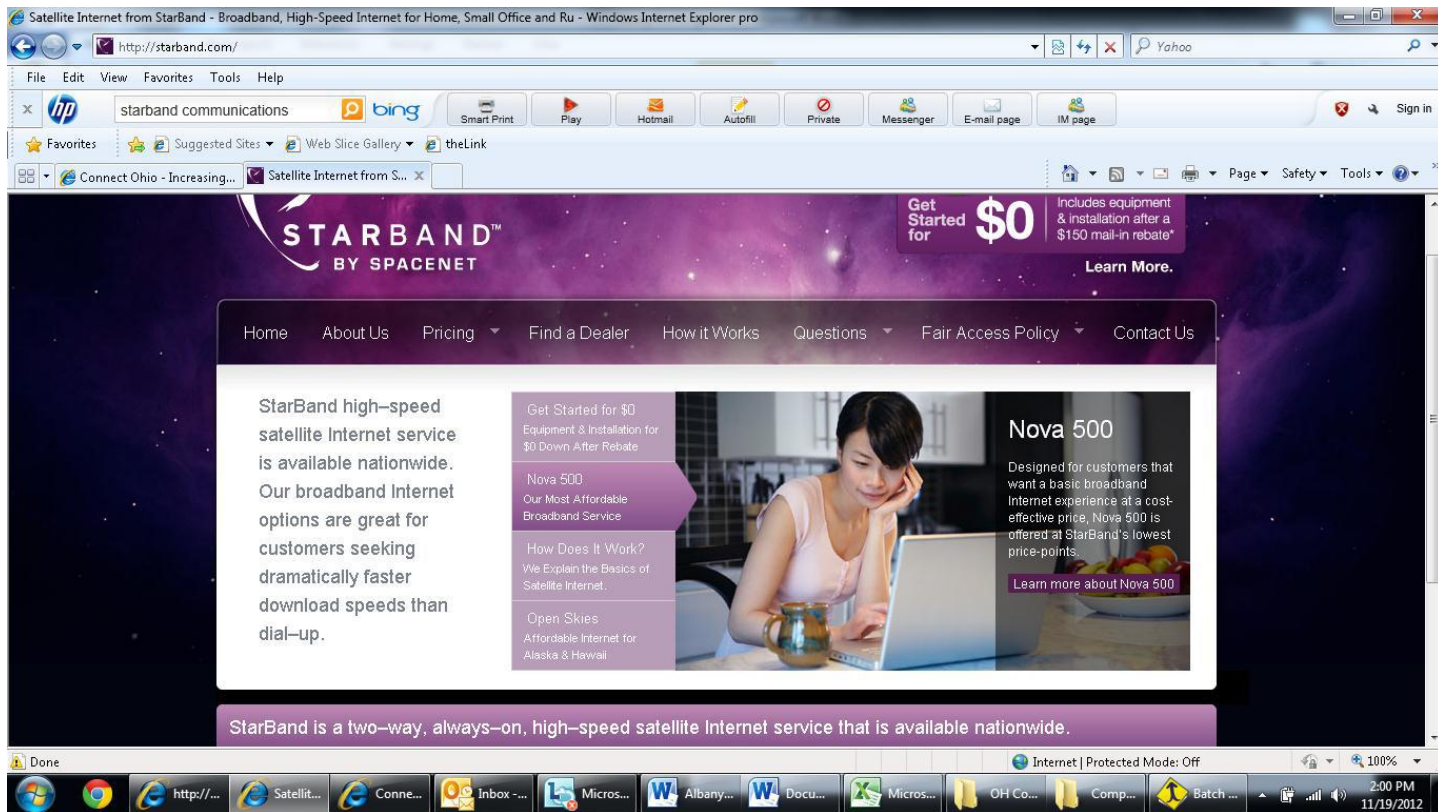 Satellite Internet from StarBand - Broadband, High-Speed Internet for Home, Small Office and Ru - Windows Internet Explorer pro
http://starband.com/
Yahoo
File Edit View Favorites Tools Help
x hp starband communications bing Smart Print Play Hotmail Autofill Private Messenger E-mail page IM page Sign in
Favorites Suggested Sites Web Slice Gallery theLink
Connect Ohio - Increasing... Satellite Internet from S... x Page Safety Tools
STARBAND™
BY SPACENET
Get
Started
for
$0
Includes equipment
& installation after a
$150 mail-in rebate*
Learn More.
Home About Us Pricing Find a Dealer How it Works Questions Fair Access Policy Contact Us
StarBand high–speed
satellite Internet service
is available nationwide.
Our broadband Internet
options are great for
customers seeking
dramatically faster
download speeds than
dial–up.
Get Started for $0
Equipment & Installation for
$0 Down After Rebate
Nova 500
Our Most Affordable
Broadband Service
How Does It Work?
We Explain the Basics of
Satellite Internet.
Open Skies
Affordable Internet for
Alaska & Hawaii
Nova 500
Designed for customers that
want a basic broadband
Internet experience at a cost-
effective price, Nova 500 is
offered at StarBand's lowest
price-points.
Learn more about Nova 500
StarBand is a two–way, always–on, high–speed satellite Internet service that is available nationwide.
Done Internet | Protected Mode: Off 100%
http://... Satellit... Conne... Inbox -... Micros... Albany... Docu... Micros... OH Co... Comp... Batch ... 2:00 PM
11/19/2012